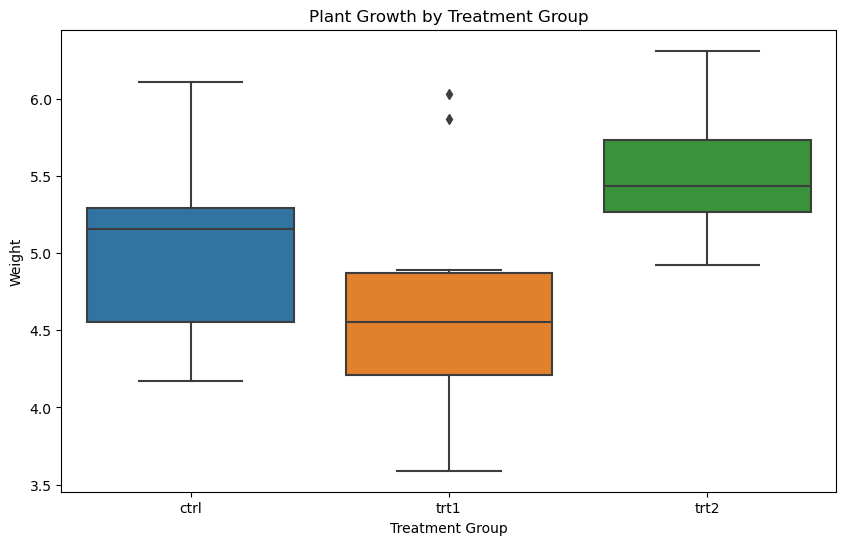 Plant Growth by Treatment Group
Weight
6.0
5.5
5.0
4.5
4.0
3.5
ctrl
trt1
trt2
Treatment Group